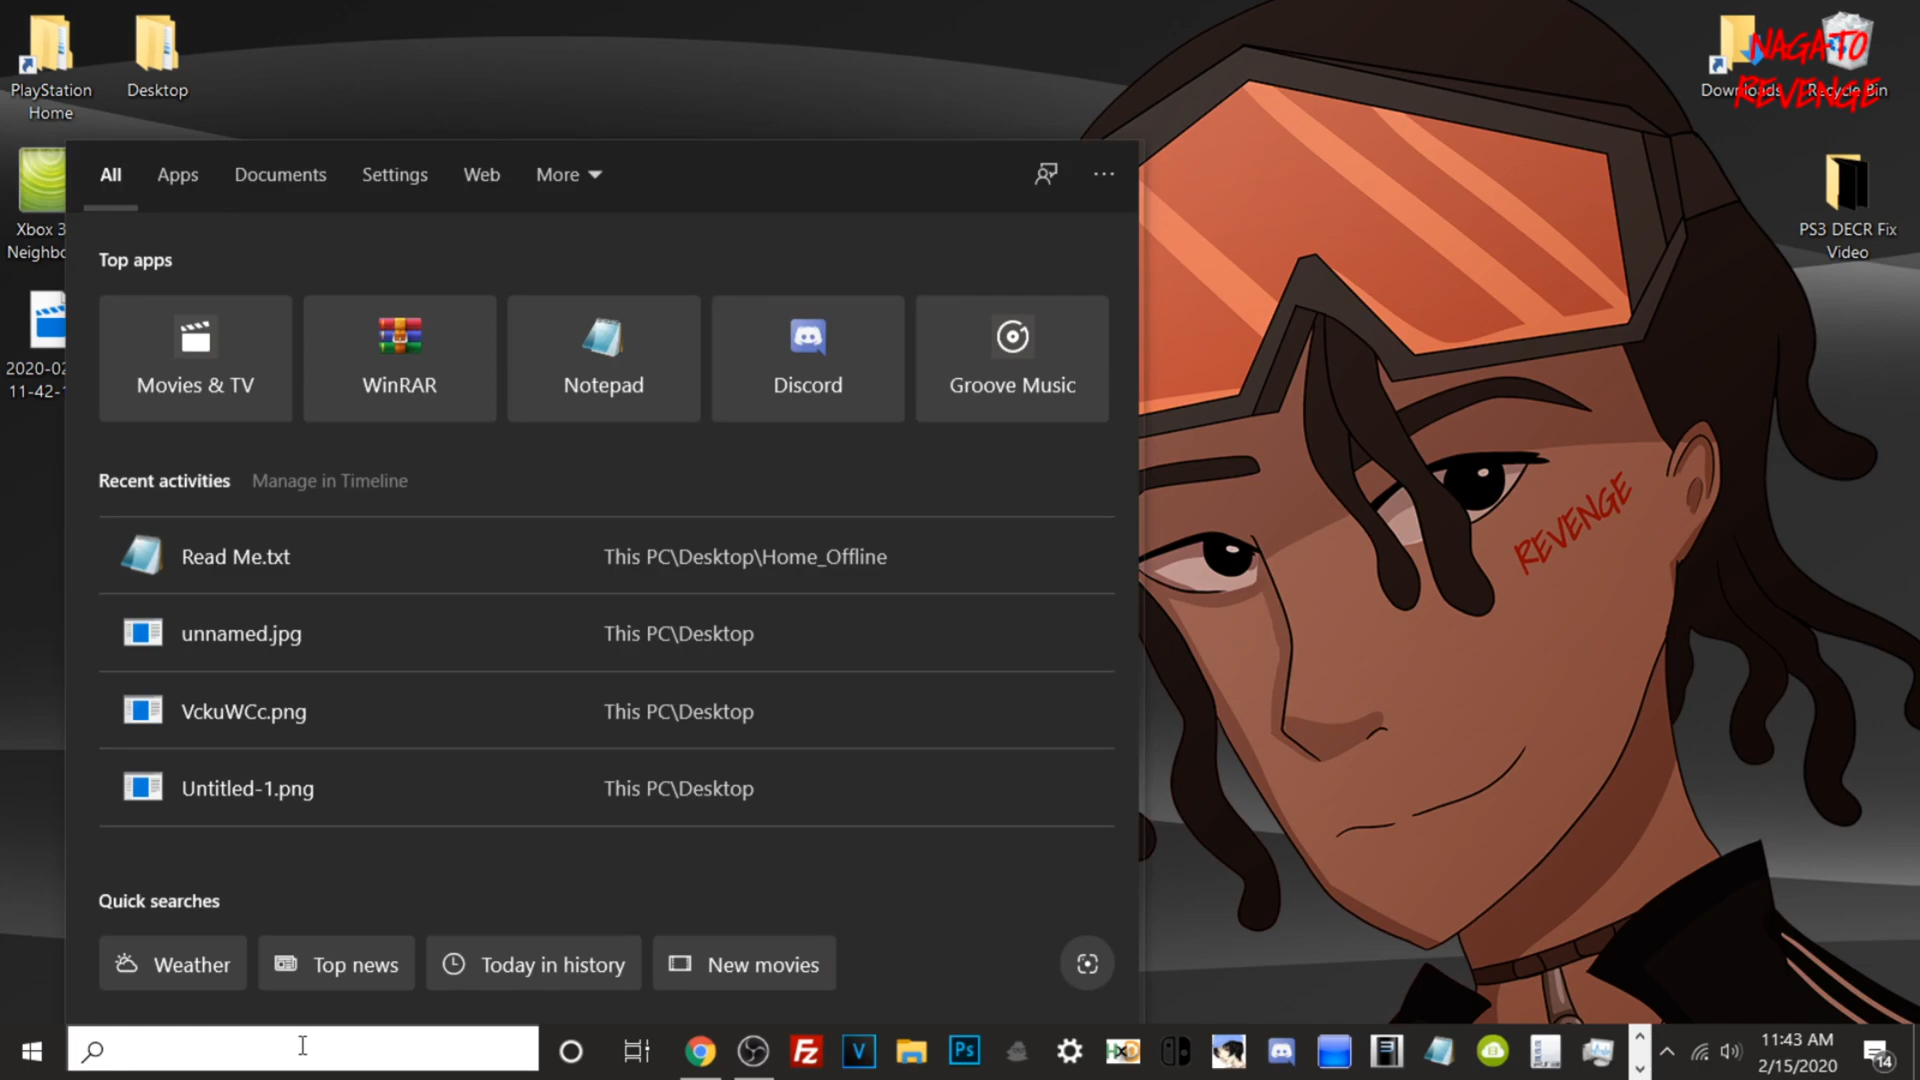 PlayStation
Home
Desktop
Downloads
Recycle Bin
NAGATO
REVENGE
All
Apps
Documents
Settings
Web
More
Xbox 3
Neighbo
PS3 DECR Fix
Video
Top apps
Movies & TV
WinRAR
Notepad
Discord
Groove Music
2020-02
11-42-
Recent activities
Manage in Timeline
REVENGE
Read Me.txt
This PC\Desktop\Home_Offline
unnamed.jpg
This PC\Desktop
VckuWCc.png
This PC\Desktop
Untitled-1.png
This PC\Desktop
Quick searches
Weather
Top news
Today in history
New movies
Fz
V
Ps
HxD
11:43 AM
2/15/2020
14